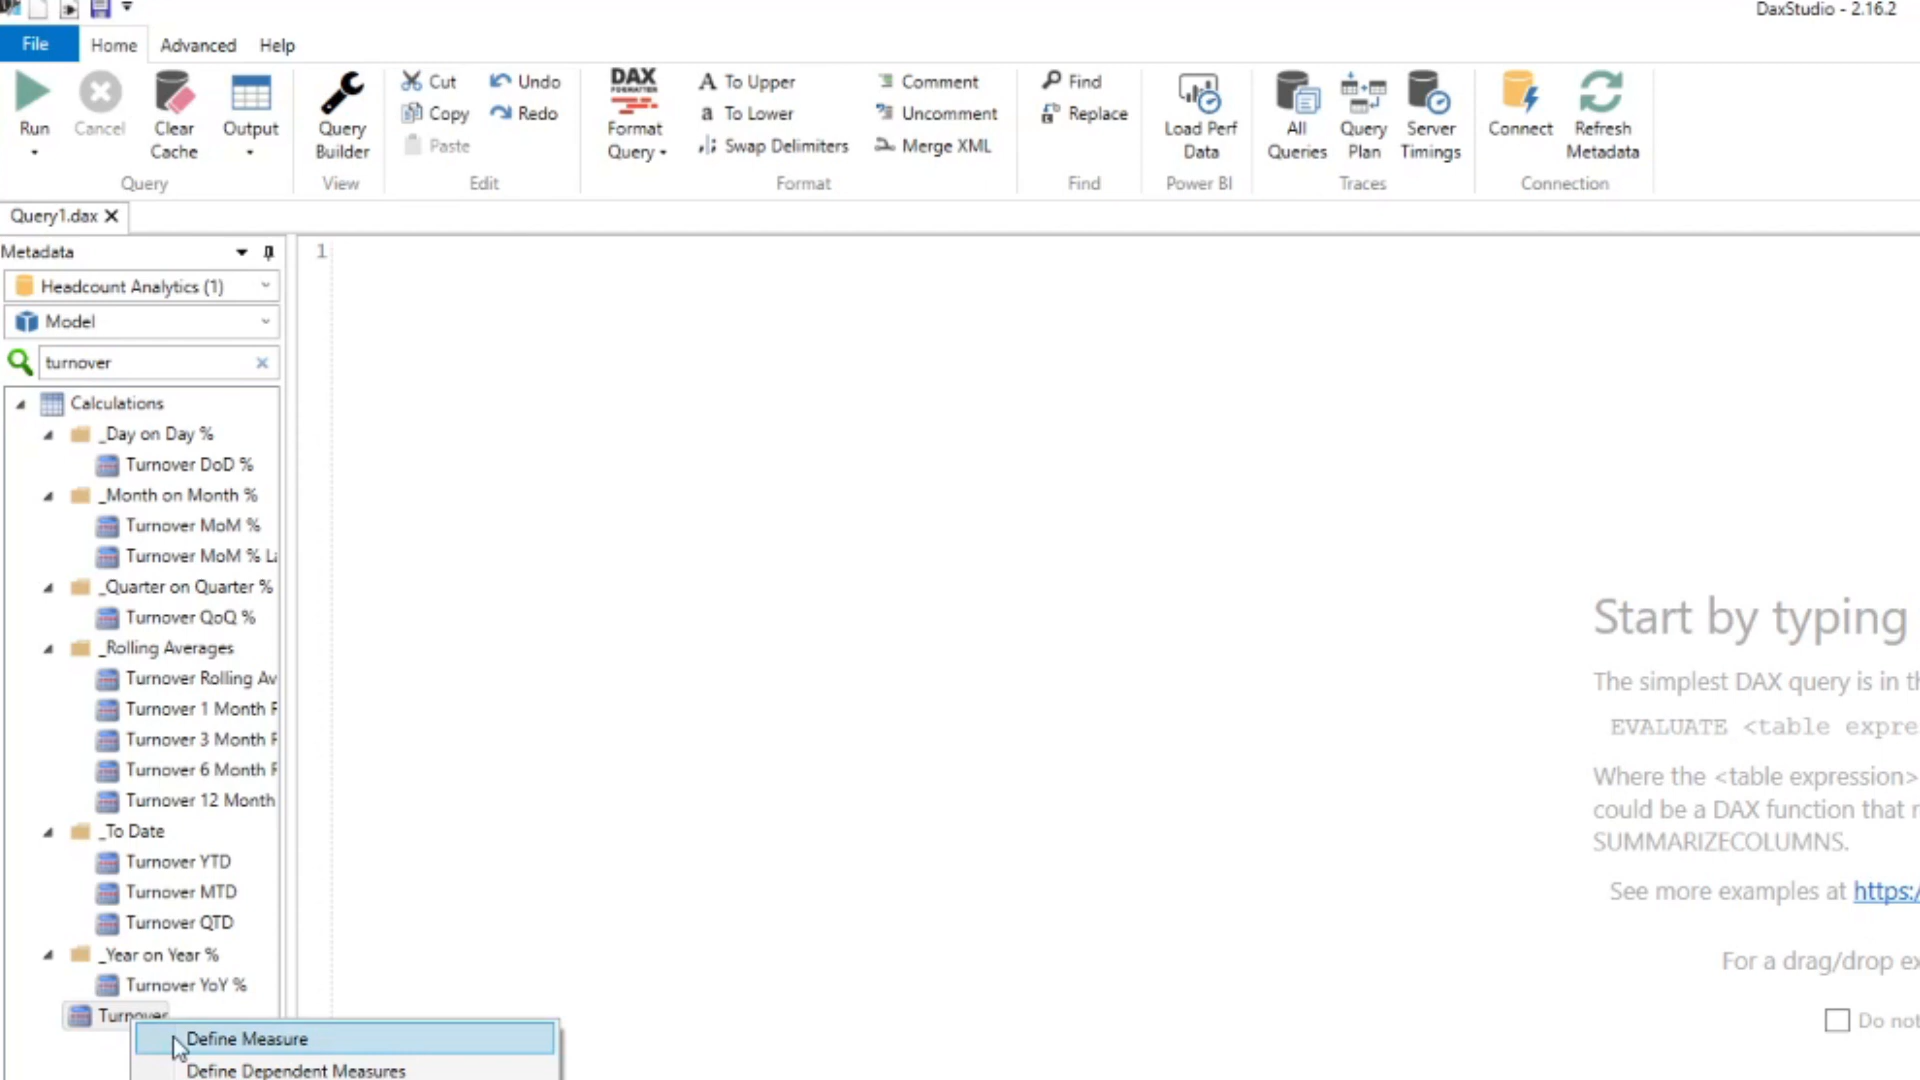 DaxStudio - 2.16.2
File Home Advanced Help
Run
Cancel
Clear Cache
Output
Query
Query Builder
View
Cut
Copy
Paste
Undo
Redo
Edit
DAX FORMATTER
Format Query
To Upper
To Lower
Swap Delimiters
Comment
Uncomment
Merge XML
Format
Find
Replace
Find
Load Perf Data
Power BI
All Queries
Query Plan
Server Timings
Traces
Connect
Refresh Metadata
Connection
Query1.dax
Metadata
1
Headcount Analytics (1)
Model
turnover
Calculations
_Day on Day %
Turnover DoD %
_Month on Month %
Turnover MoM %
Turnover MoM % La
_Quarter on Quarter %
Turnover QoQ %
_Rolling Averages
Turnover Rolling Av
Turnover 1 Month R
Turnover 3 Month R
Turnover 6 Month R
Turnover 12 Month
_To Date
Turnover YTD
Turnover MTD
Turnover QTD
_Year on Year %
Turnover YoY %
Turnover
Define Measure
Define Dependent Measures
Start by typing
The simplest DAX query is in th
EVALUATE <table expre
Where the <table expression>
could be a DAX function that r
SUMMARIZECOLUMNS.
See more examples at https:/
For a drag/drop ex
Do not